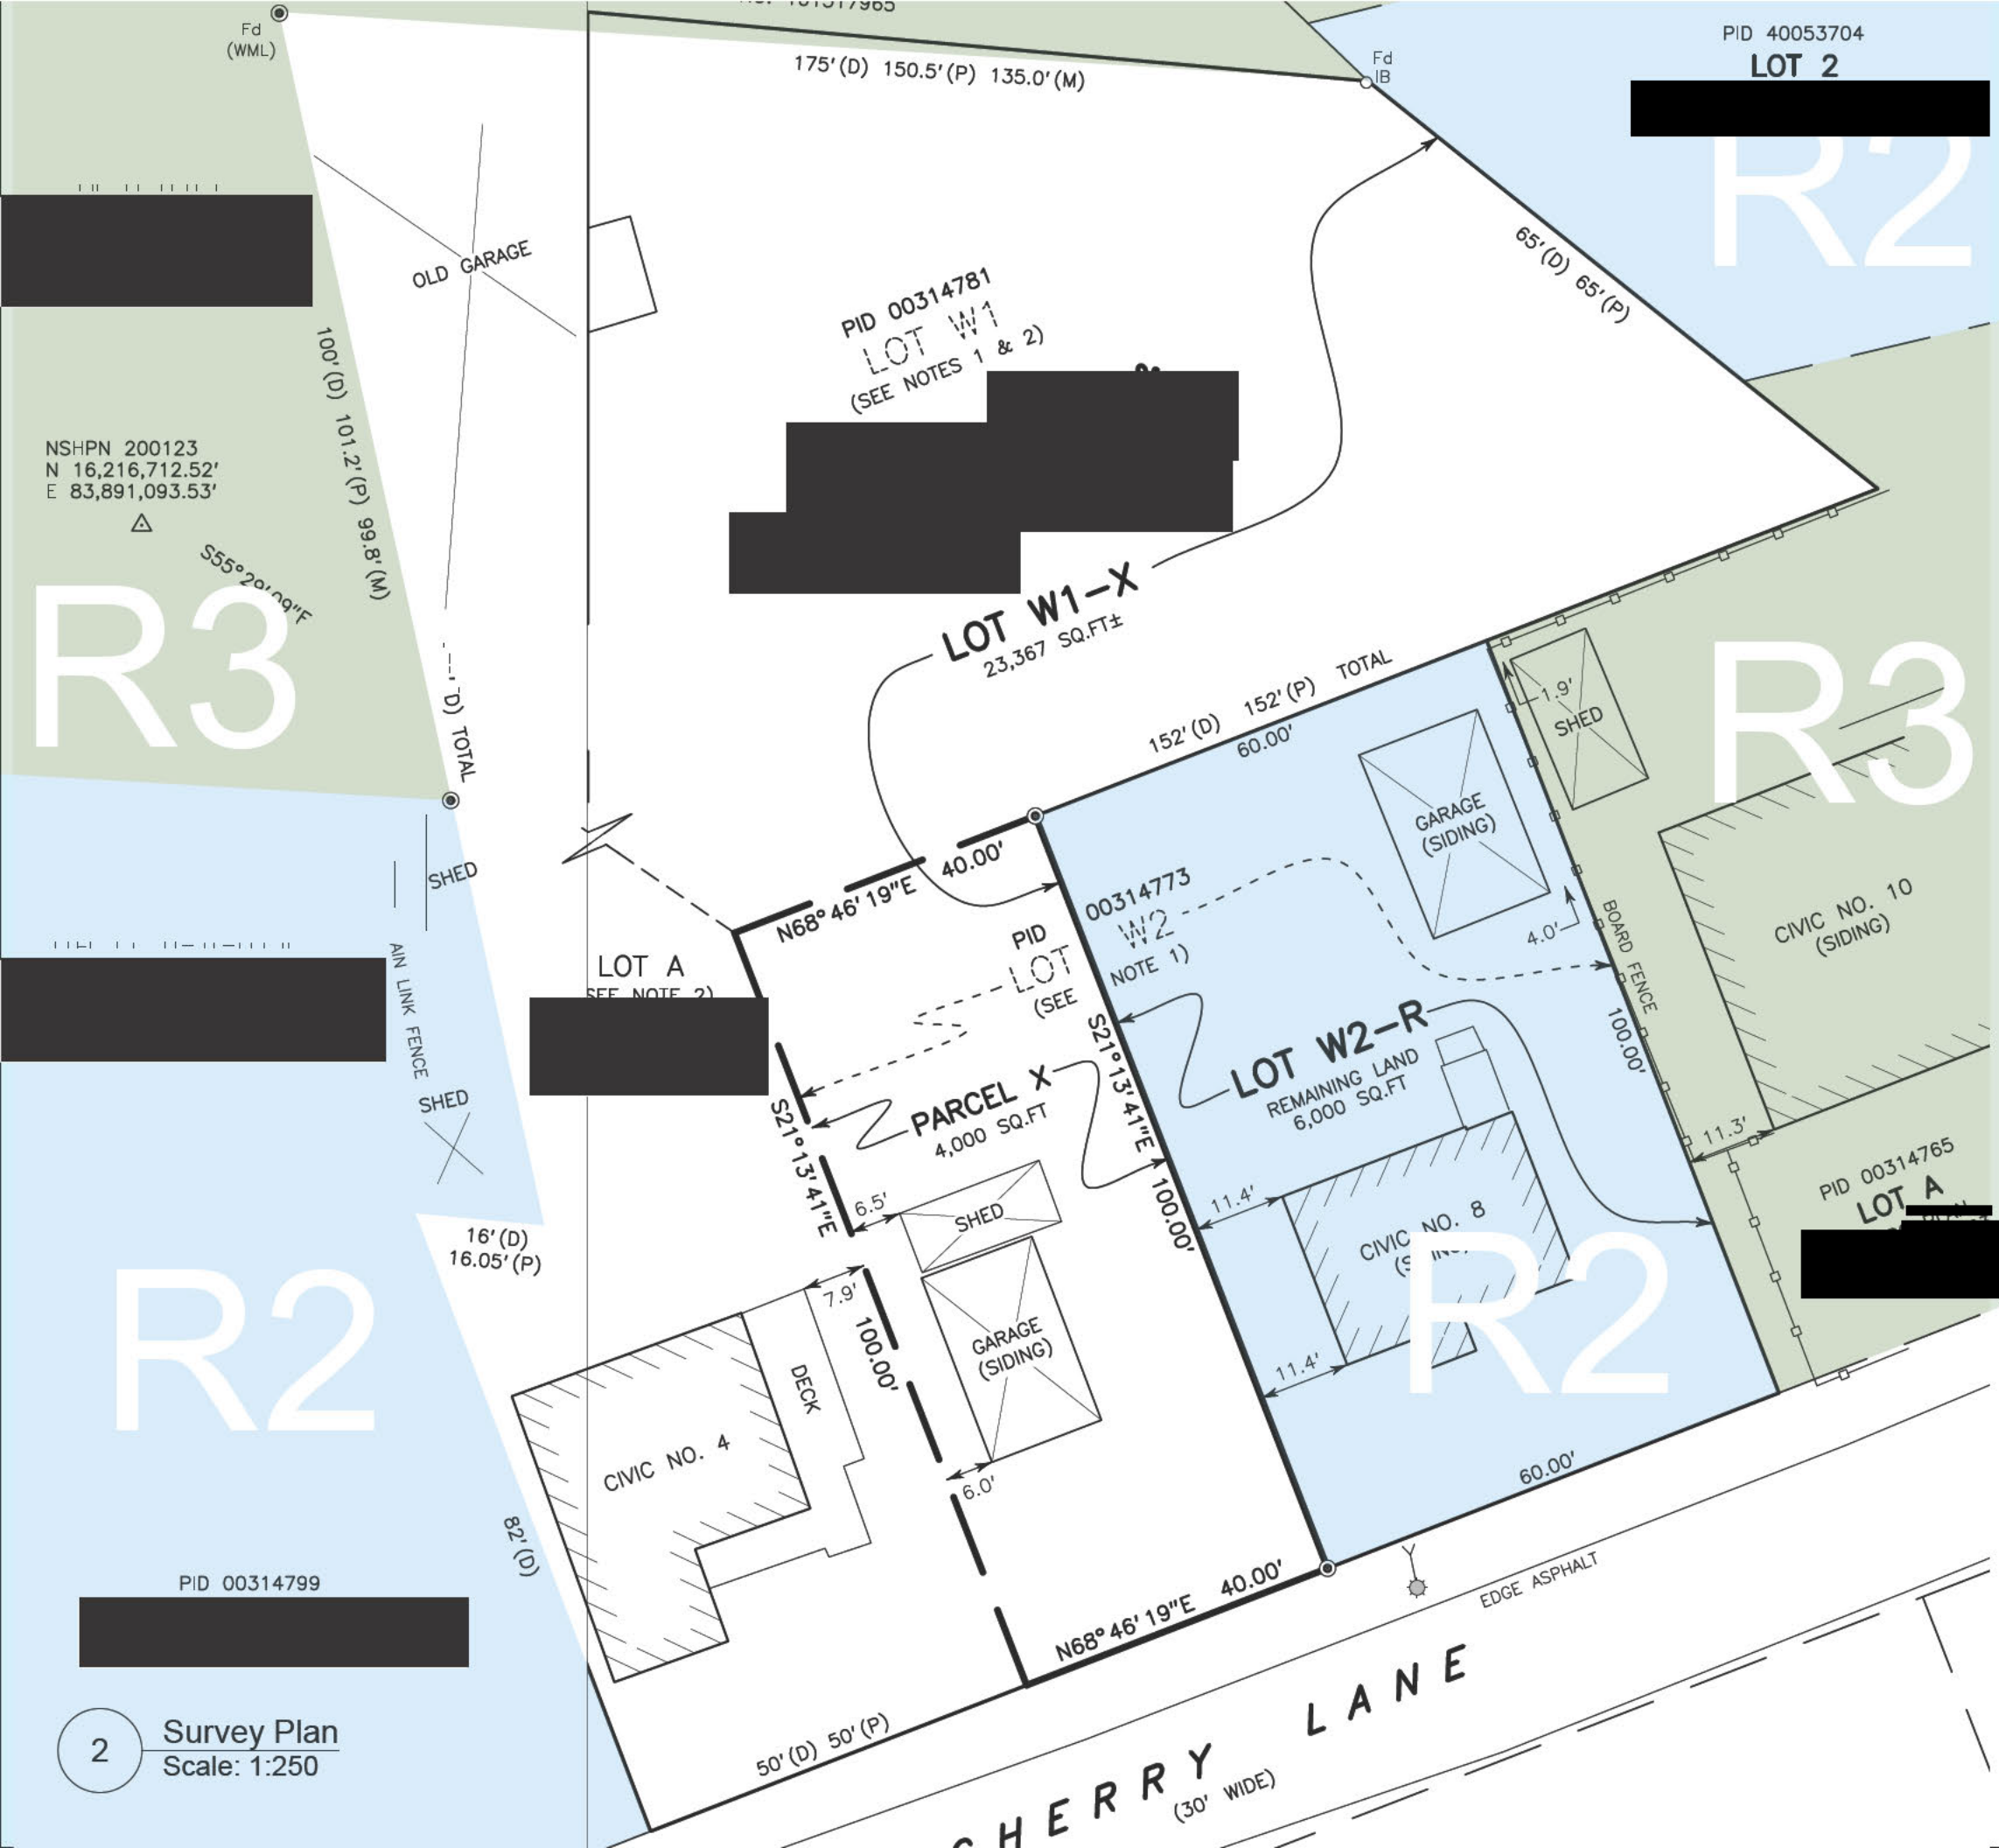 Fd
(WML)
175'(D) 150.5'(P) 135.0'(M)
Fd
IB
PID 40053704
LOT 2
R2
65'(D) 65'(P)
OLD GARAGE
PID 00314781
LOT W1
(SEE NOTES 1 & 2)
100'(D) 101.2'(P) 99.8'(M)
NSHPN 200123
N 16,216,712.52'
E 83,891,093.53'
S55°29'09"E
R3
(D) TOTAL
LOT W1-X
23,367 SQ.FT±
152'(D) 152'(P) TOTAL
60.00'
1.9'
SHED
R3
GARAGE
(SIDING)
4.0'
BOARD FENCE
100.00'
CIVIC NO. 10
(SIDING)
SHED
N68°46'19"E 40.00'
PID 00314773
LOT W2
(SEE NOTE 1)
LOT A
(SEE NOTE 2)
LINK FENCE
SHED
S21°13'41"E 100.00'
PARCEL X
4,000 SQ.FT
S21°13'41"E
100.00'
LOT W2-R
REMAINING LAND
6,000 SQ.FT
11.3'
PID 00314765
LOT A
16'(D)
16.05'(P)
6.5'
SHED
7.9'
DECK
GARAGE
(SIDING)
6.0'
11.4'
CIVIC NO. 8
11.4'
R2
R2
CIVIC NO. 4
82'(D)
60.00'
EDGE ASPHALT
N68°46'19"E 40.00'
50'(D) 50'(P)
HERRY LANE
(30' WIDE)
PID 00314799
2
Survey Plan
Scale: 1:250